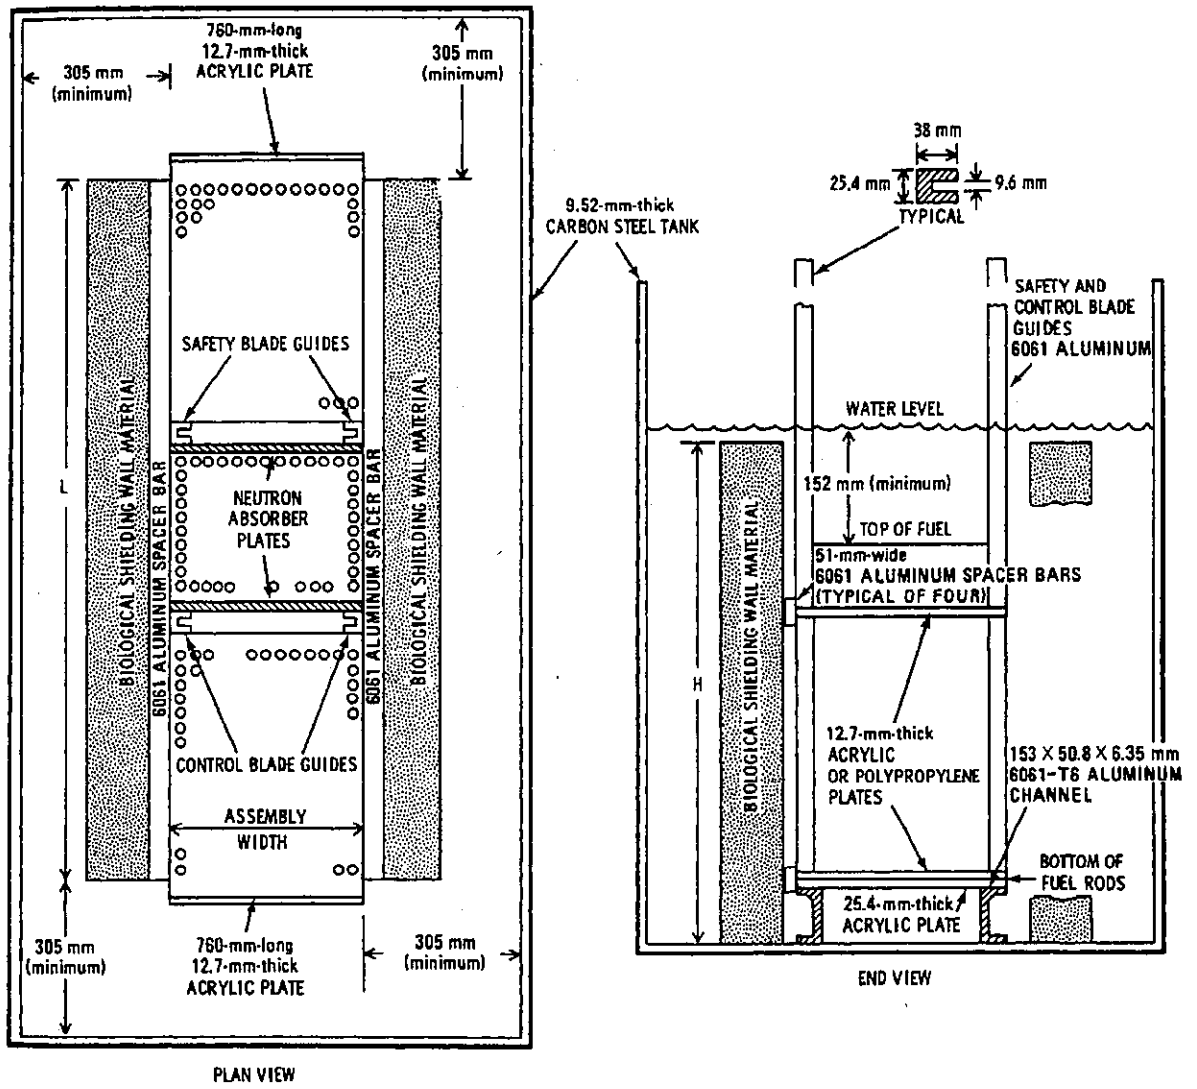 760-mm-long
12.7-mm-thick
ACRYLIC PLATE
305 mm
(minimum)
305 mm
(minimum)
SAFETY BLADE GUIDES
NEUTRON
ABSORBER
PLATES
BIOLOGICAL SHIELDING WALL MATERIAL
6061 ALUMINUM SPACER BAR
6061 ALUMINUM SPACER BAR
BIOLOGICAL SHIELDING WALL MATERIAL
L
CONTROL BLADE GUIDES
ASSEMBLY
WIDTH
305 mm
(minimum)
760-mm-long
12.7-mm-thick
ACRYLIC PLATE
305 mm
(minimum)
PLAN VIEW
9.52-mm-thick
CARBON STEEL TANK
38 mm
25.4 mm
9.6 mm
TYPICAL
SAFETY AND
CONTROL BLADE
GUIDES
6061 ALUMINUM
WATER LEVEL
152 mm (minimum)
TOP OF FUEL
51-mm-wide
6061 ALUMINUM SPACER BARS
(TYPICAL OF FOUR)
BIOLOGICAL SHIELDING WALL MATERIAL
H
12.7-mm-thick
ACRYLIC
OR POLYPROPYLENE
PLATES
153 X 50.8 X 6.35 mm
6061-T6 ALUMINUM
CHANNEL
BOTTOM OF
FUEL RODS
25.4-mm-thick
ACRYLIC PLATE
END VIEW